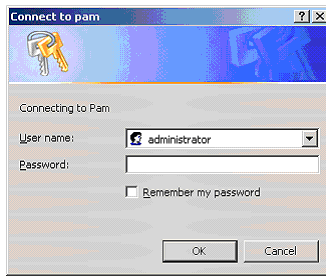 Connect to pam
Connecting to Pam
User name: administrator
Password:
Remember my password
OK Cancel